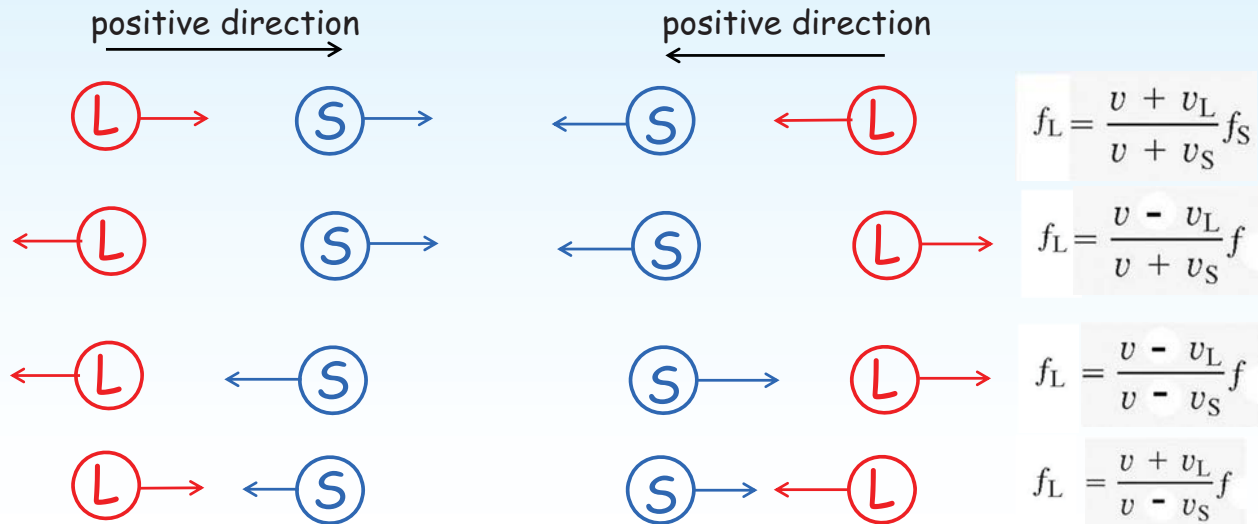 positive direction positive direction
L S S L f_L = (v + v_L)/(v + v_S) f_S
L S S L f_L = (v - v_L)/(v + v_S) f
L S S L f_L = (v - v_L)/(v - v_S) f
L S S L f_L = (v + v_L)/(v - v_S) f